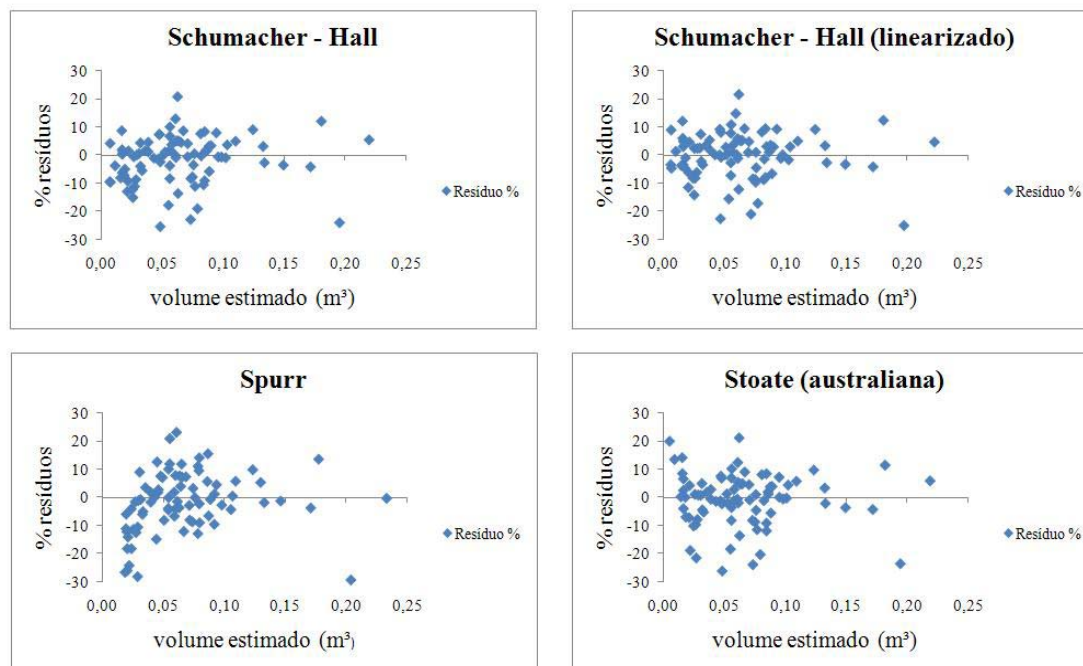 Schumacher - Hall
30
20
10
0
-10
-20
-30
% resíduos
0,00 0,05 0,10 0,15 0,20 0,25
volume estimado (m³)
Resíduo %
Schumacher - Hall (linearizado)
30
20
10
0
-10
-20
-30
% resíduos
0,00 0,05 0,10 0,15 0,20 0,25
volume estimado (m³)
Resíduo %
Spurr
30
20
10
0
-10
-20
-30
% resíduos
0,00 0,05 0,10 0,15 0,20 0,25
volume estimado (m³)
Resíduo %
Stoate (australiana)
30
20
10
0
-10
-20
-30
% resíduos
0,00 0,05 0,10 0,15 0,20 0,25
volume estimado (m³)
Resíduo %